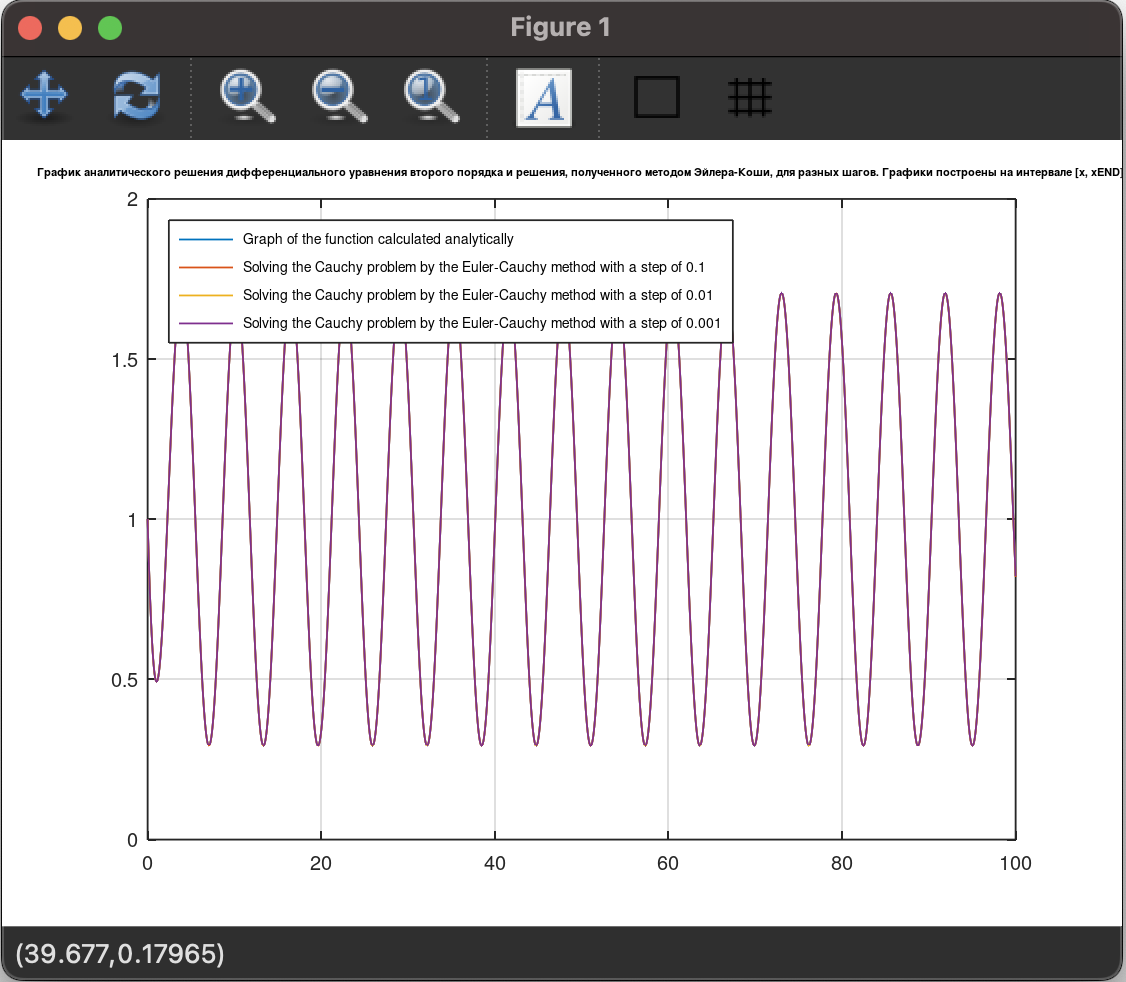 Figure 1
A
График аналитического решения дифференциального уравнения второго порядка и решения, полученного методом Эйлера-Коши, для разных шагов. Графики построены на интервале [x, xEND]
2
Graph of the function calculated analytically
Solving the Cauchy problem by the Euler-Cauchy method with a step of 0.1
Solving the Cauchy problem by the Euler-Cauchy method with a step of 0.01
Solving the Cauchy problem by the Euler-Cauchy method with a step of 0.001
1.5
1
0.5
0
0 20 40 60 80 100
(39.677,0.17965)